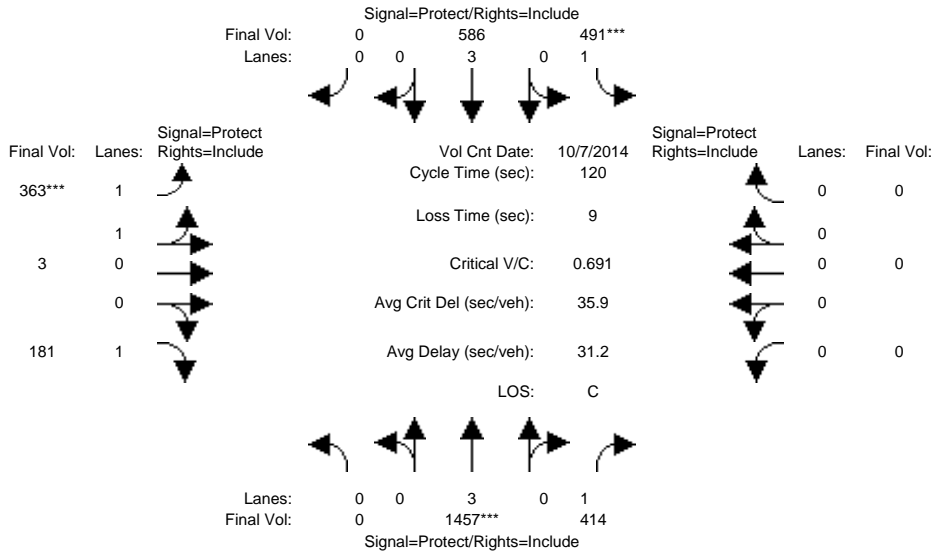 Signal=Protect/Rights=Include
Final Vol: 0 586 491***
Lanes: 0 0 3 0 1
Signal=Protect
Final Vol: Lanes: Rights=Include
Vol Cnt Date: 10/7/2014
Signal=Protect
Rights=Include Lanes: Final Vol:
Cycle Time (sec): 120
363*** 1
0 0
Loss Time (sec): 9
1
0
3 0
Critical V/C: 0.691
0 0
0
Avg Crit Del (sec/veh): 35.9
0
181 1
Avg Delay (sec/veh): 31.2
0 0
LOS: C
Lanes: 0 0 3 0 1
Final Vol: 0 1457*** 414
Signal=Protect/Rights=Include